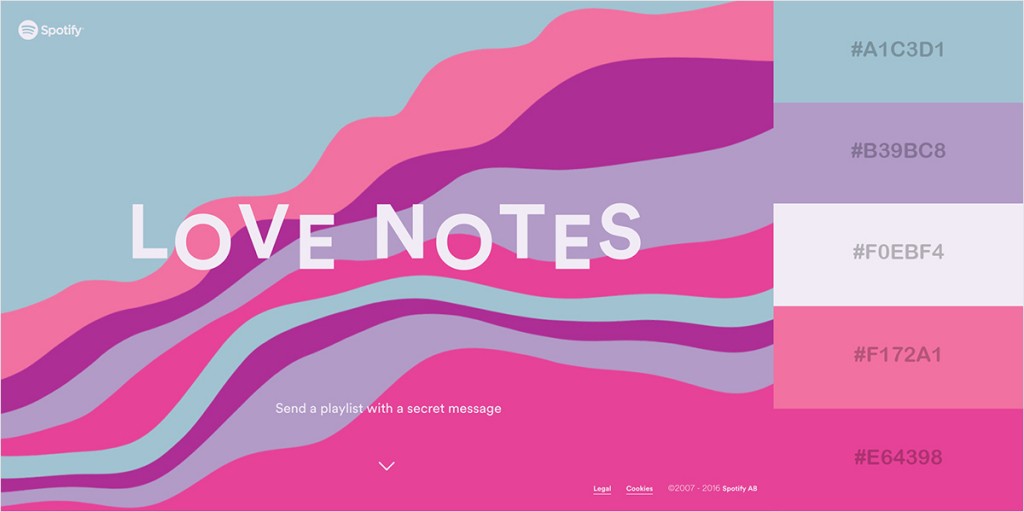 Spotify
LOVE NOTES
Send a playlist with a secret message
Legal Cookies ©2007 - 2016 Spotify AB
#A1C3D1
#B39BC8
#F0EBF4
#F172A1
#E64398